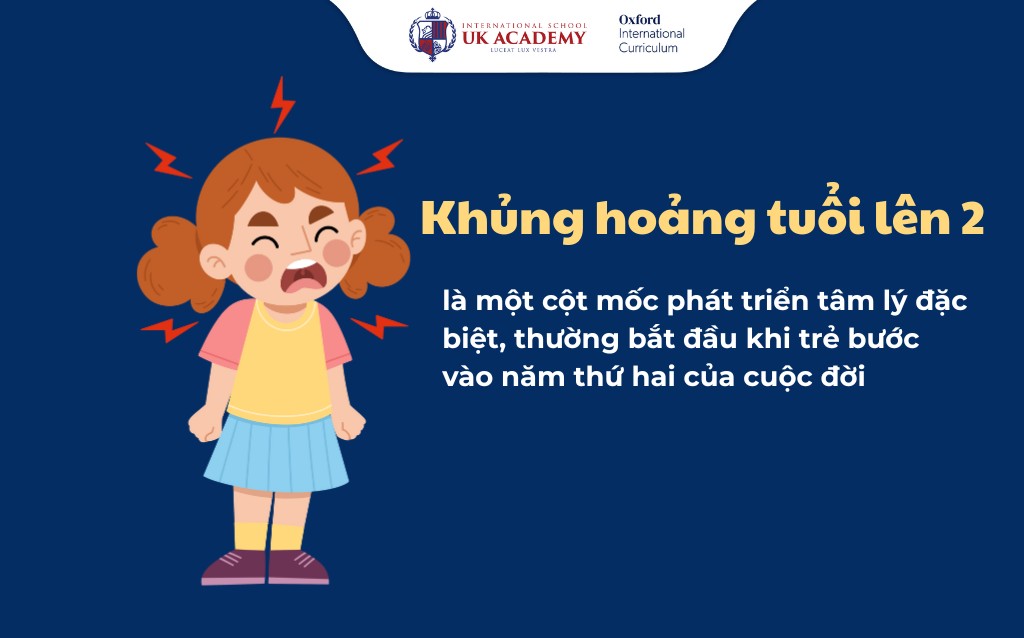 INTERNATIONAL SCHOOL
UK ACADEMY
LUCEAT LUX VESTRA
Oxford
International
Curriculum
Khủng hoảng tuổi lên 2
là một cột mốc phát triển tâm lý đặc
biệt, thường bắt đầu khi trẻ bước
vào năm thứ hai của cuộc đời